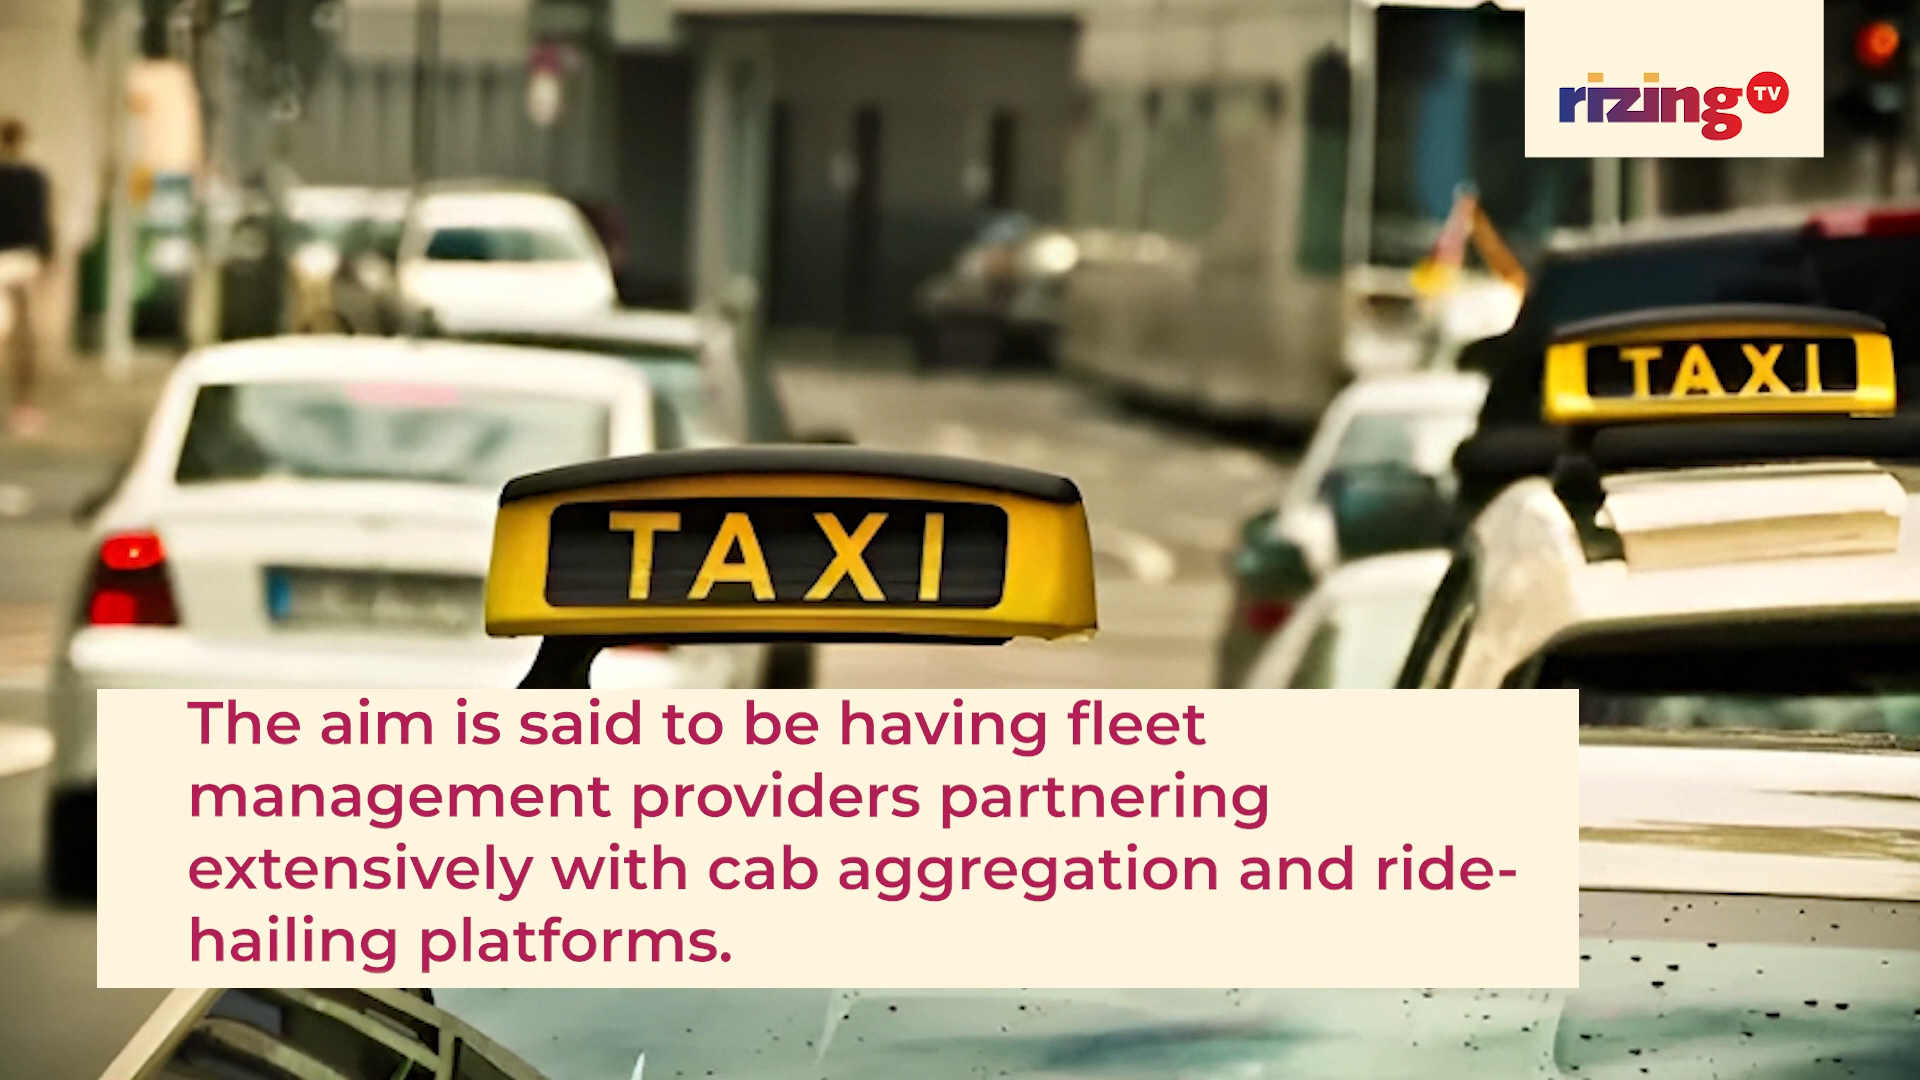 rizing TV
TAXI
TAXI
The aim is said to be having fleet
management providers partnering
extensively with cab aggregation and ride-
hailing platforms.